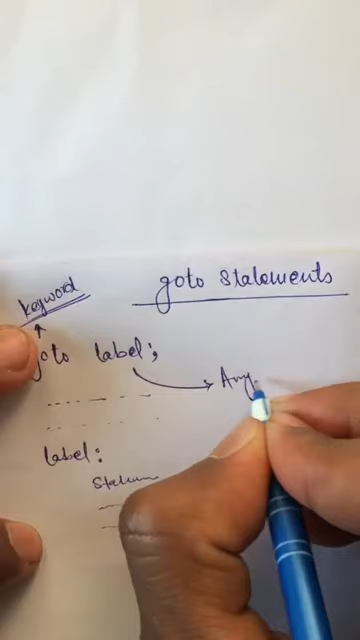 goto statements
keyword
goto label;
Any
label: